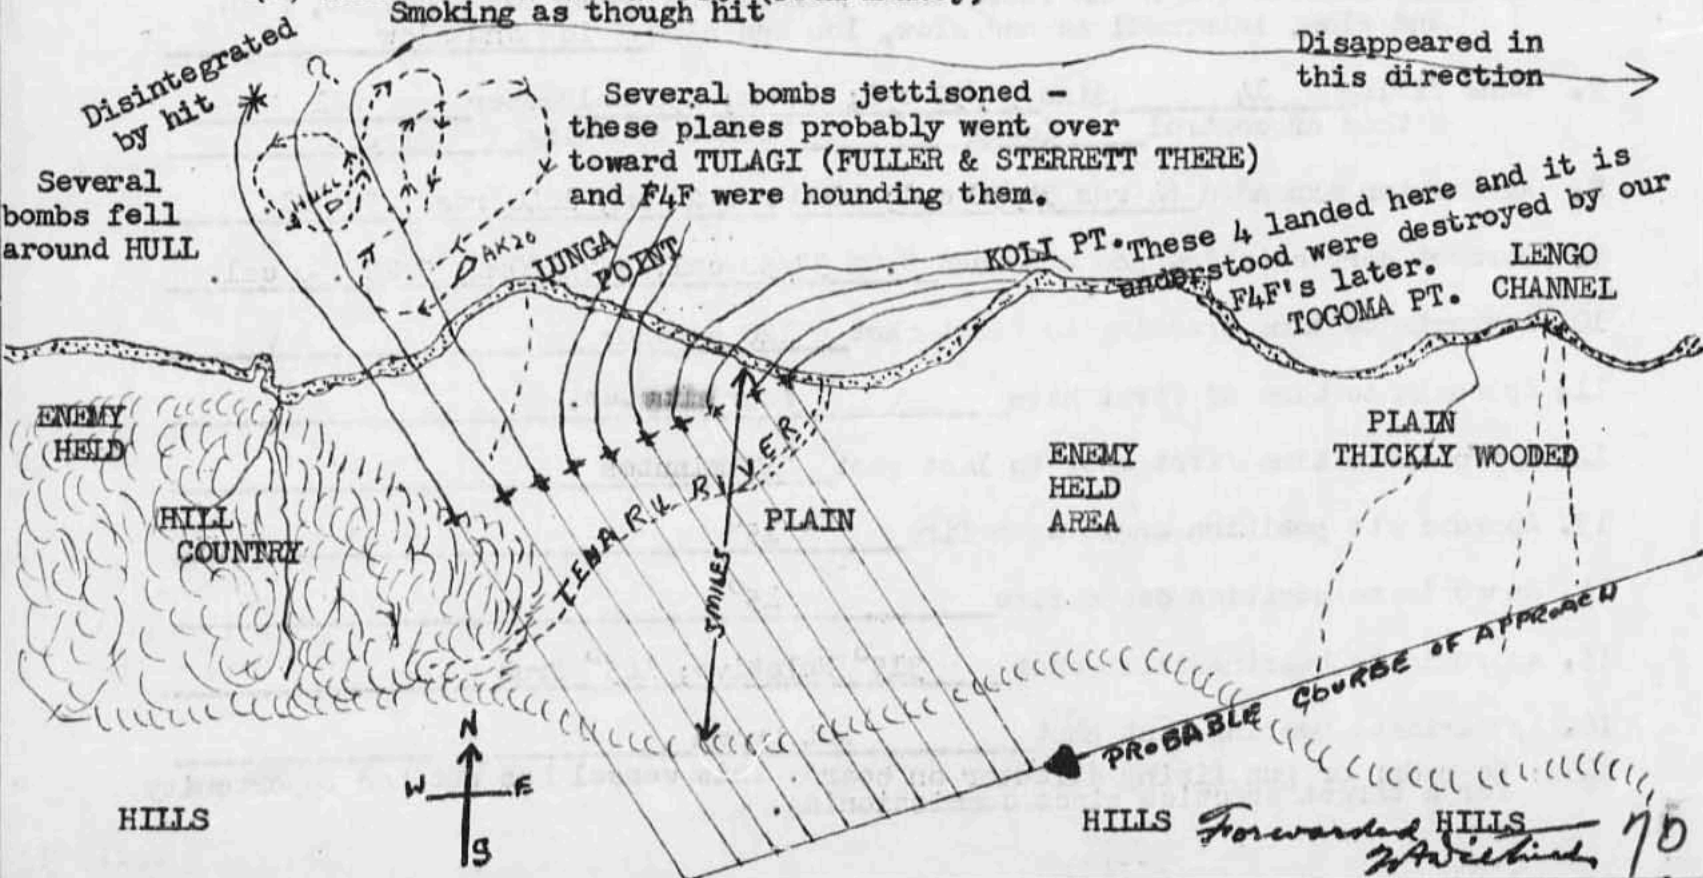 Smoking as though hit
Disappeared in
this direction
Disintegrated
by hit
?
Several bombs jettisoned -
these planes probably went over
toward TULAGI (FULLER & STERRETT THERE)
and F4F were hounding them.
Several
bombs fell
around HULL
HULL
AK20
LUNGA
POINT
KOLI PT.
These 4 landed here and it is
understood were destroyed by our
F4F's later.
TOGOMA PT.
LENGO
CHANNEL
ENEMY
HELD
HILL
COUNTRY
TENARU RIVER
PLAIN
5 MILES
ENEMY
HELD
AREA
PLAIN
THICKLY WOODED
PROBABLE COURSE OF APPROACH
N
W E
S
HILLS
HILLS
HILLS
Forwarded
70